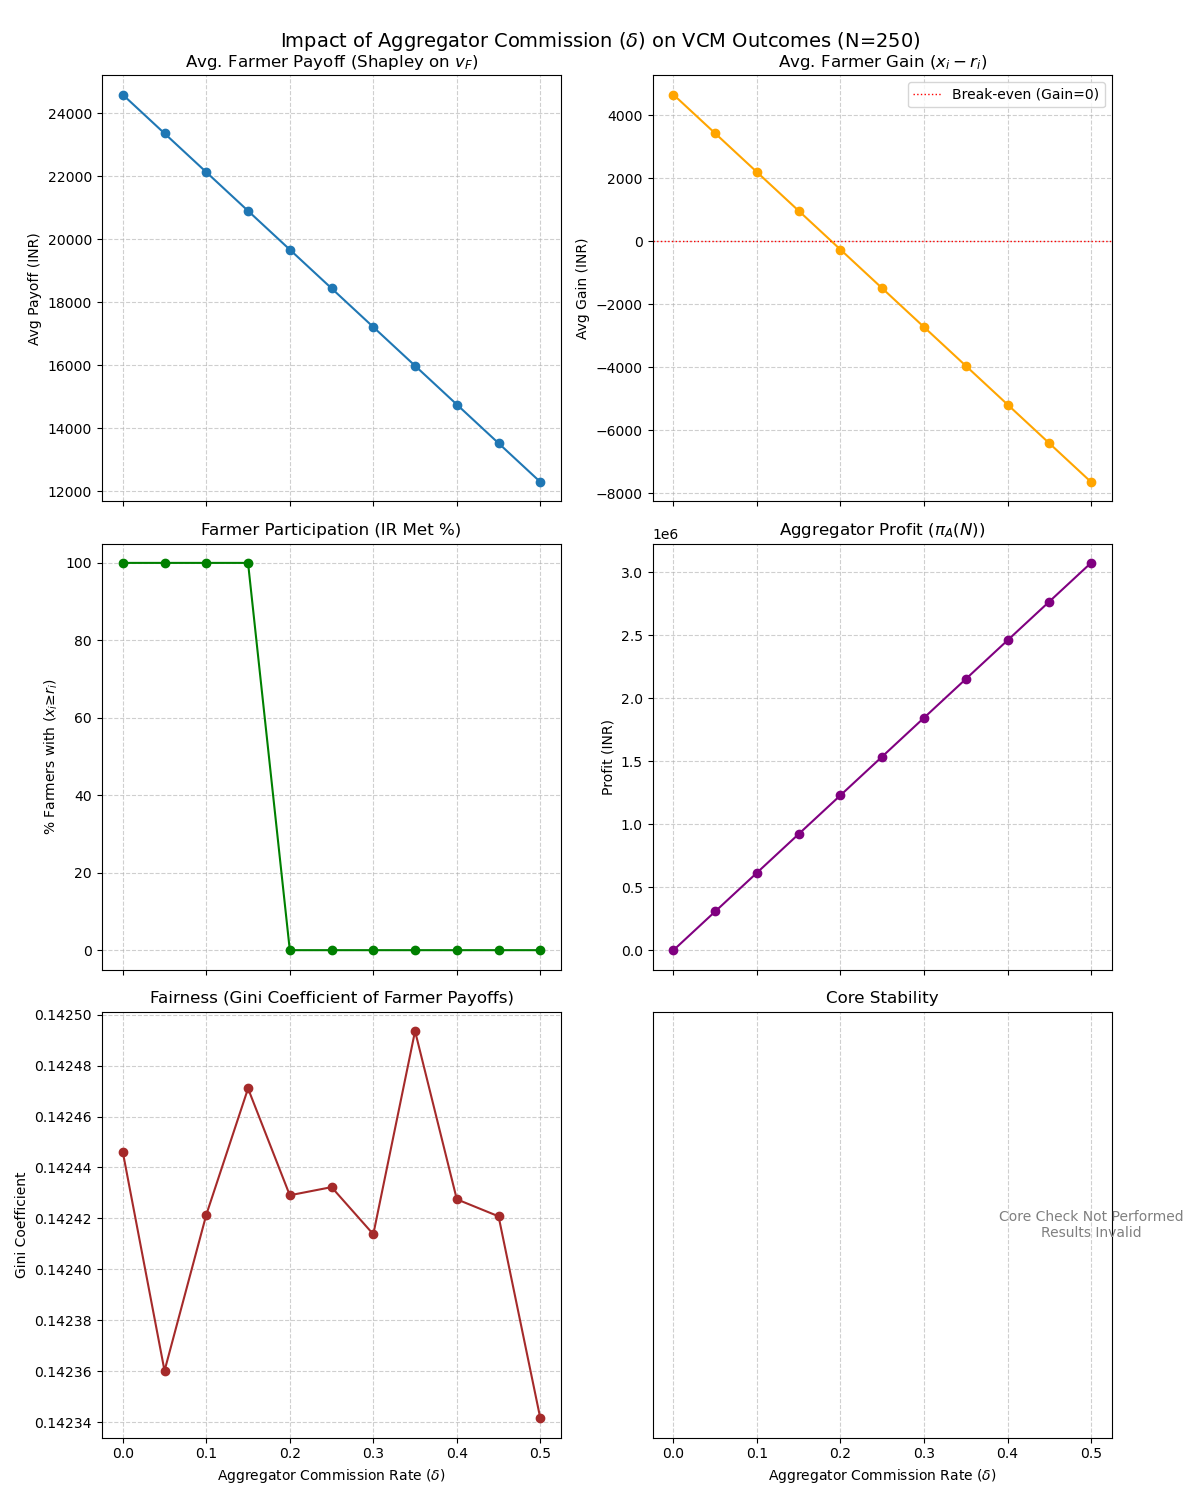 Impact of Aggregator Commission (δ) on VCM Outcomes (N=250)
Avg. Farmer Payoff (Shapley on v_F)
Avg Payoff (INR)
24000
22000
20000
18000
16000
14000
12000
Avg. Farmer Gain (x_i − r_i)
Avg Gain (INR)
Break-even (Gain=0)
4000
2000
0
−2000
−4000
−6000
−8000
Farmer Participation (IR Met %)
% Farmers with (x_i ≥ r_i)
100
80
60
40
20
0
Aggregator Profit (π_A(N))
1e6
Profit (INR)
3.0
2.5
2.0
1.5
1.0
0.5
0.0
Fairness (Gini Coefficient of Farmer Payoffs)
Gini Coefficient
0.14250
0.14248
0.14246
0.14244
0.14242
0.14240
0.14238
0.14236
0.14234
0.0 0.1 0.2 0.3 0.4 0.5
Aggregator Commission Rate (δ)
Core Stability
Core Check Not Performed
Results Invalid
0.0 0.1 0.2 0.3 0.4 0.5
Aggregator Commission Rate (δ)